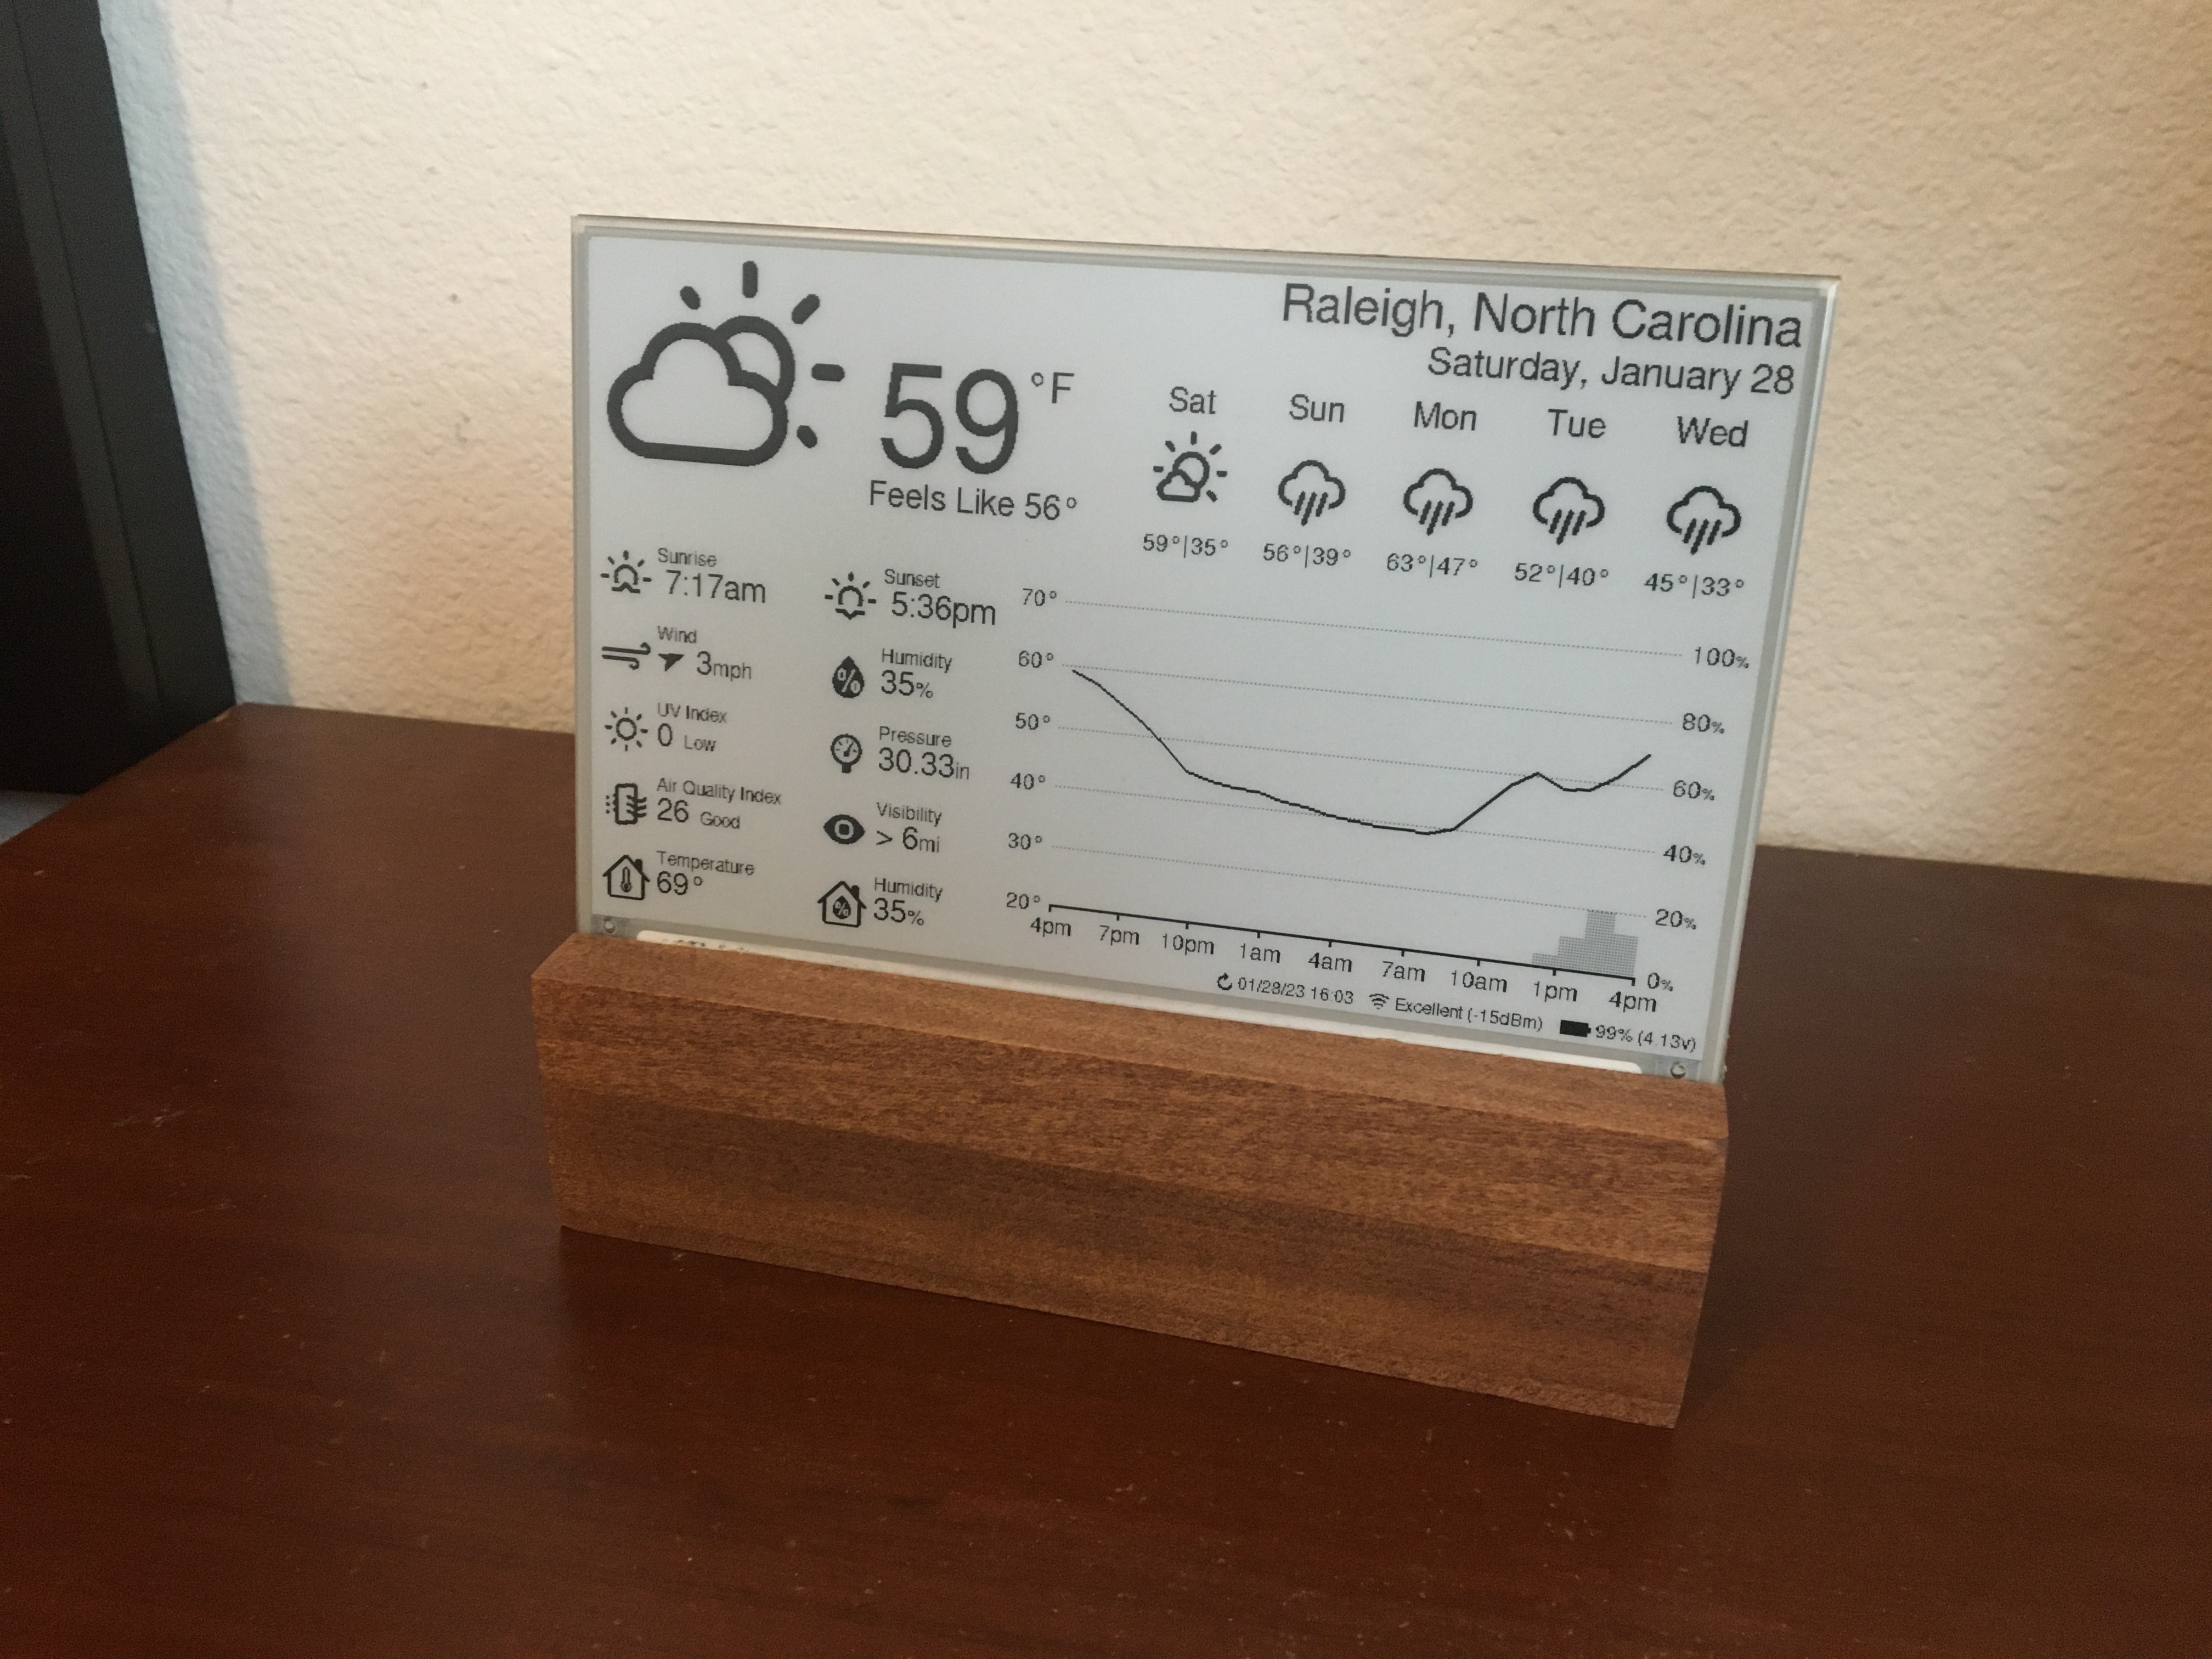 Raleigh, North Carolina
Saturday, January 28
59 °F
Feels Like 56°
Sat Sun Mon Tue Wed
59°|35° 56°|39° 63°|47° 52°|40° 45°|33°
Sunrise
7:17am
Sunset
5:36pm
Wind
3mph
Humidity
35%
UV Index
0 Low
Pressure
30.33in
Air Quality Index
26 Good
Visibility
> 6mi
Temperature
69°
Humidity
35%
70°
60°
50°
40°
30°
20°
100%
80%
60%
40%
20%
0%
4pm 7pm 10pm 1am 4am 7am 10am 1pm 4pm
01/28/23 16:03 Excellent (-15dBm) 99% (4.13v)